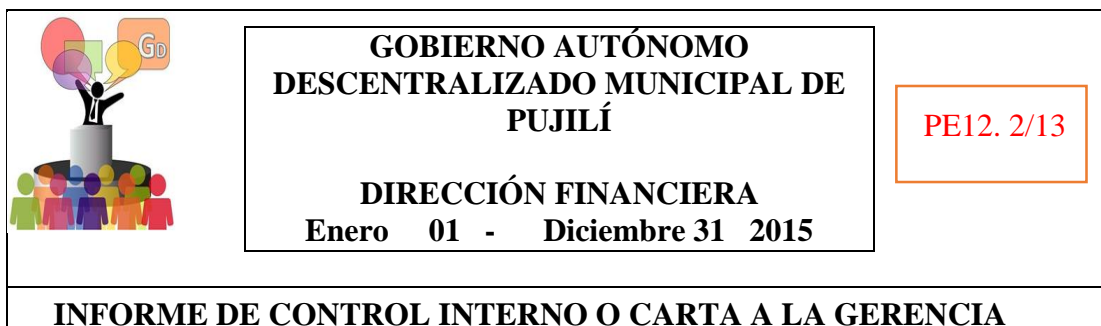 GD
GOBIERNO AUTÓNOMO
DESCENTRALIZADO MUNICIPAL DE
PUJILÍ
PE12. 2/13
DIRECCIÓN FINANCIERA
Enero 01 - Diciembre 31 2015
INFORME DE CONTROL INTERNO O CARTA A LA GERENCIA